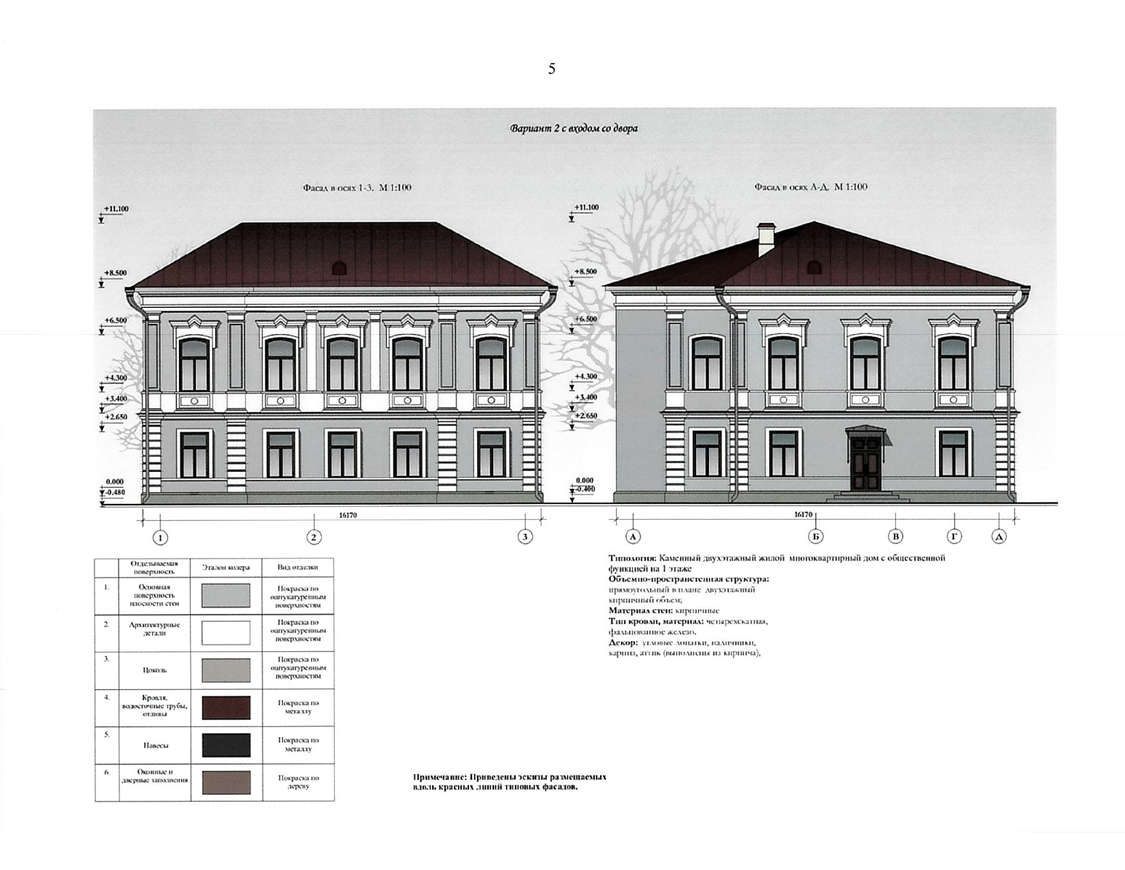 5
Вариант 2 с входом со двора
Фасад в осях 1-3. М 1:100
Фасад в осях А-Д. М 1:100
+11.100
+8.500
+6.500
+4.300
+3.400
+2.650
0.000
-0.480
+11.100
+8.500
+6.500
+4.300
+3.400
+2.650
0.000
-0.400
16170
16170
1
2
3
А
Б
В
Г
Д
Отделываемая
поверхность
Эталон колера
Вид отделки
1.
Основная
поверхность
плоскости стен
Покраска по
оштукатуренным
поверхностям
2.
Архитектурные
детали
Покраска по
оштукатуренным
поверхностям
3.
Цоколь
Покраска по
оштукатуренным
поверхностям
4.
Кровля,
водосточные трубы,
отливы
Покраска по
металлу
5.
Навесы
Покраска по
металлу
6.
Оконные и
дверные заполнения
Покраска по
дереву
Типология: Каменный двухэтажный жилой многоквартирный дом с общественной
функцией на 1 этаже
Объемно-пространстенная структура:
прямоугольный в плане двухэтажный
кирпичный объем;
Материал стен: кирпичные
Тип кровли, материал: четырехскатная,
фальцованное железо.
Декор: угловые лопатки, наличники,
карниз, аттик (выполнены из кирпича),
Примечание: Приведены эскизы размещаемых
вдоль красных линий типовых фасадов.